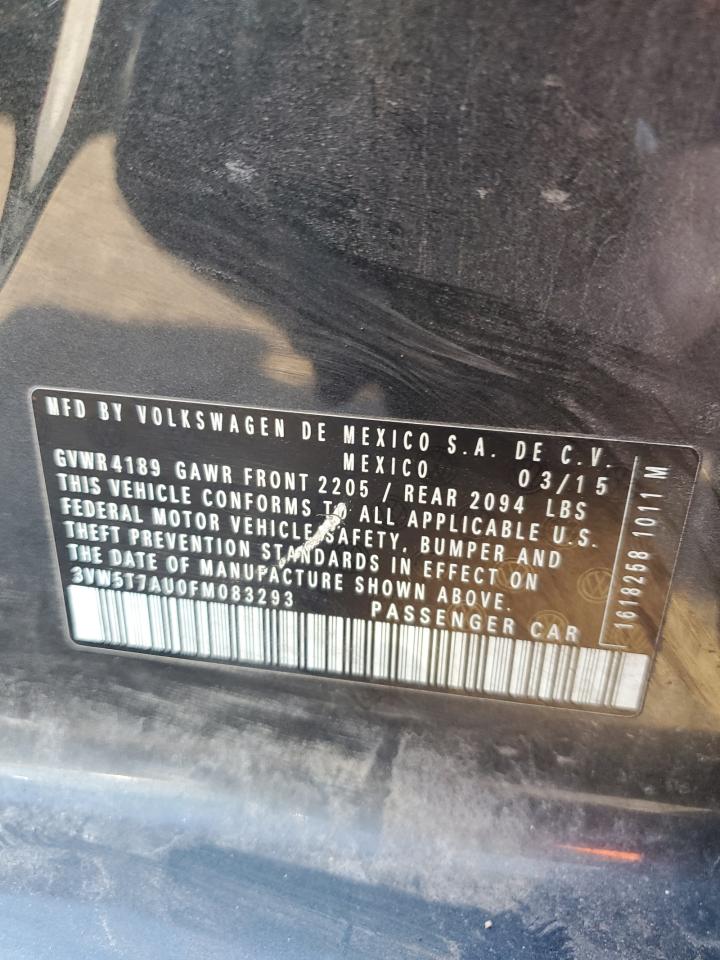 MFD BY VOLKSWAGEN DE MEXICO S.A. DE C.V.
MEXICO 03/15
GVWR4189 GAWR FRONT 2205 / REAR 2094 LBS
THIS VEHICLE CONFORMS TO ALL APPLICABLE U.S.
FEDERAL MOTOR VEHICLE SAFETY, BUMPER AND
THEFT PREVENTION STANDARDS IN EFFECT ON
THE DATE OF MANUFACTURE SHOWN ABOVE.
3VW5T7AU0FM083293 PASSENGER CAR
1618268 1011 M